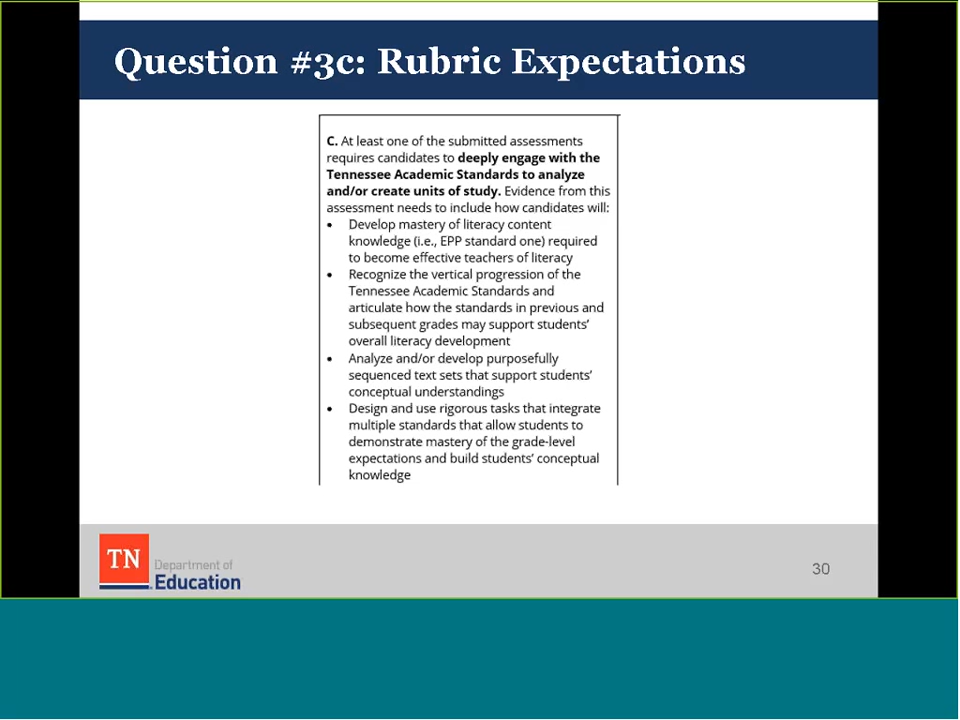 Question #3c: Rubric Expectations
C. At least one of the submitted assessments
requires candidates to deeply engage with the
Tennessee Academic Standards to analyze
and/or create units of study. Evidence from this
assessment needs to include how candidates will:
• Develop mastery of literacy content
knowledge (i.e., EPP standard one) required
to become effective teachers of literacy
• Recognize the vertical progression of the
Tennessee Academic Standards and
articulate how the standards in previous and
subsequent grades may support students’
overall literacy development
• Analyze and/or develop purposefully
sequenced text sets that support students’
conceptual understandings
• Design and use rigorous tasks that integrate
multiple standards that allow students to
demonstrate mastery of the grade-level
expectations and build students’ conceptual
knowledge
TN
Department of
Education
30